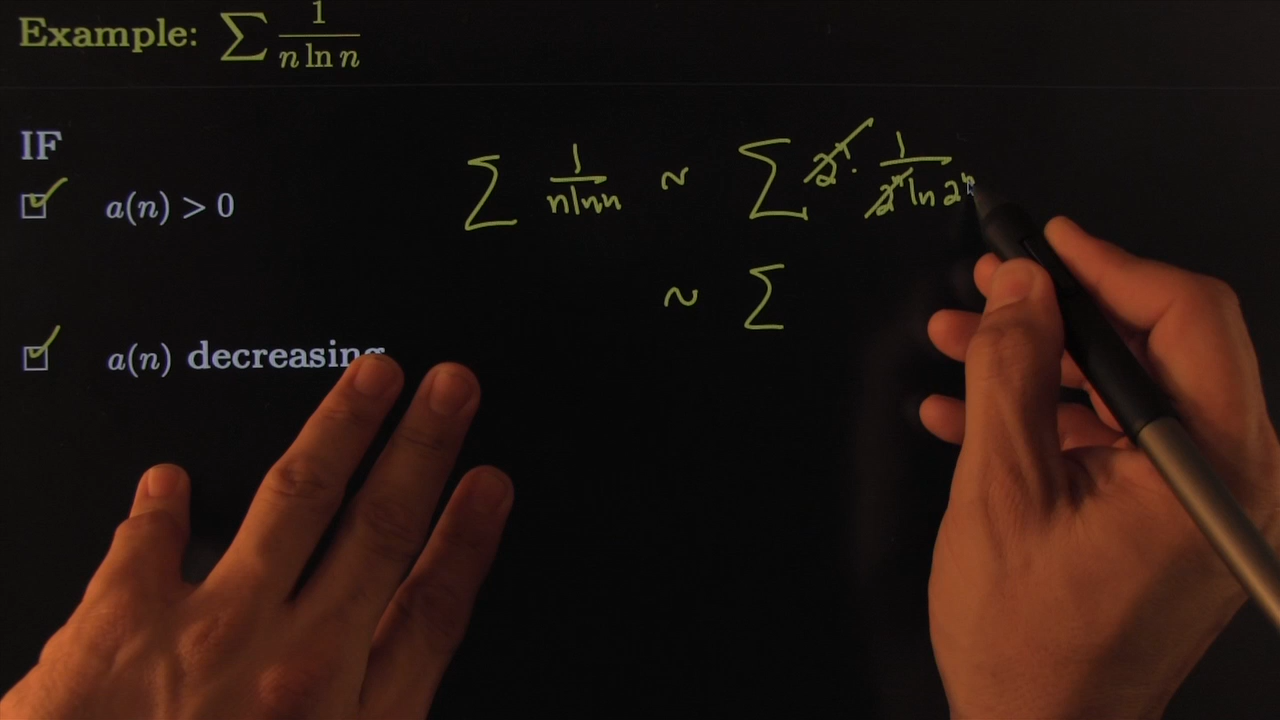 Example: ∑ 1/(n ln n)
IF
☑ a(n) > 0
☑ a(n) decreasing
∑ 1/(n ln n) ~ ∑ 2ⁿ · 1/(2ⁿ ln 2ⁿ)
~ ∑